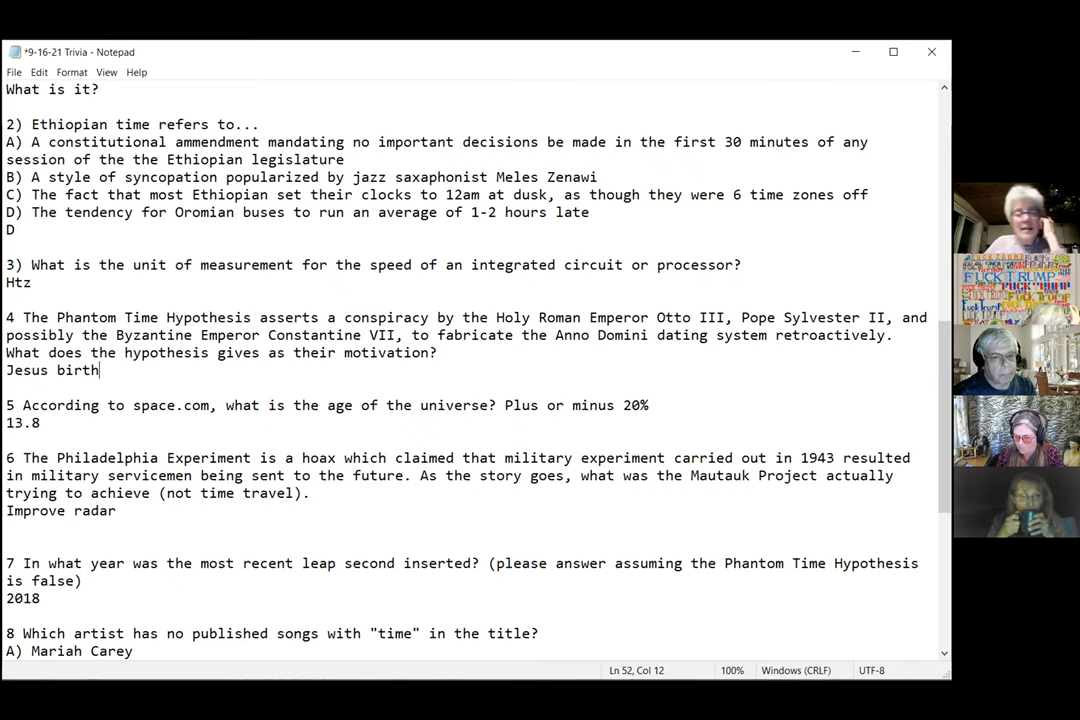 *9-16-21 Trivia - Notepad
File Edit Format View Help
What is it?
2) Ethiopian time refers to...
A) A constitutional ammendment mandating no important decisions be made in the first 30 minutes of any
session of the the Ethiopian legislature
B) A style of syncopation popularized by jazz saxaphonist Meles Zenawi
C) The fact that most Ethiopian set their clocks to 12am at dusk, as though they were 6 time zones off
D) The tendency for Oromian buses to run an average of 1-2 hours late
D
3) What is the unit of measurement for the speed of an integrated circuit or processor?
Htz
4 The Phantom Time Hypothesis asserts a conspiracy by the Holy Roman Emperor Otto III, Pope Sylvester II, and
possibly the Byzantine Emperor Constantine VII, to fabricate the Anno Domini dating system retroactively.
What does the hypothesis gives as their motivation?
Jesus birth
5 According to space.com, what is the age of the universe? Plus or minus 20%
13.8
6 The Philadelphia Experiment is a hoax which claimed that military experiment carried out in 1943 resulted
in military servicemen being sent to the future. As the story goes, what was the Mautauk Project actually
trying to achieve (not time travel).
Improve radar
7 In what year was the most recent leap second inserted? (please answer assuming the Phantom Time Hypothesis
is false)
2018
8 Which artist has no published songs with "time" in the title?
A) Mariah Carey
Ln 52, Col 12 100% Windows (CRLF) UTF-8
FUCK TRUMP
FUCK TRUMP